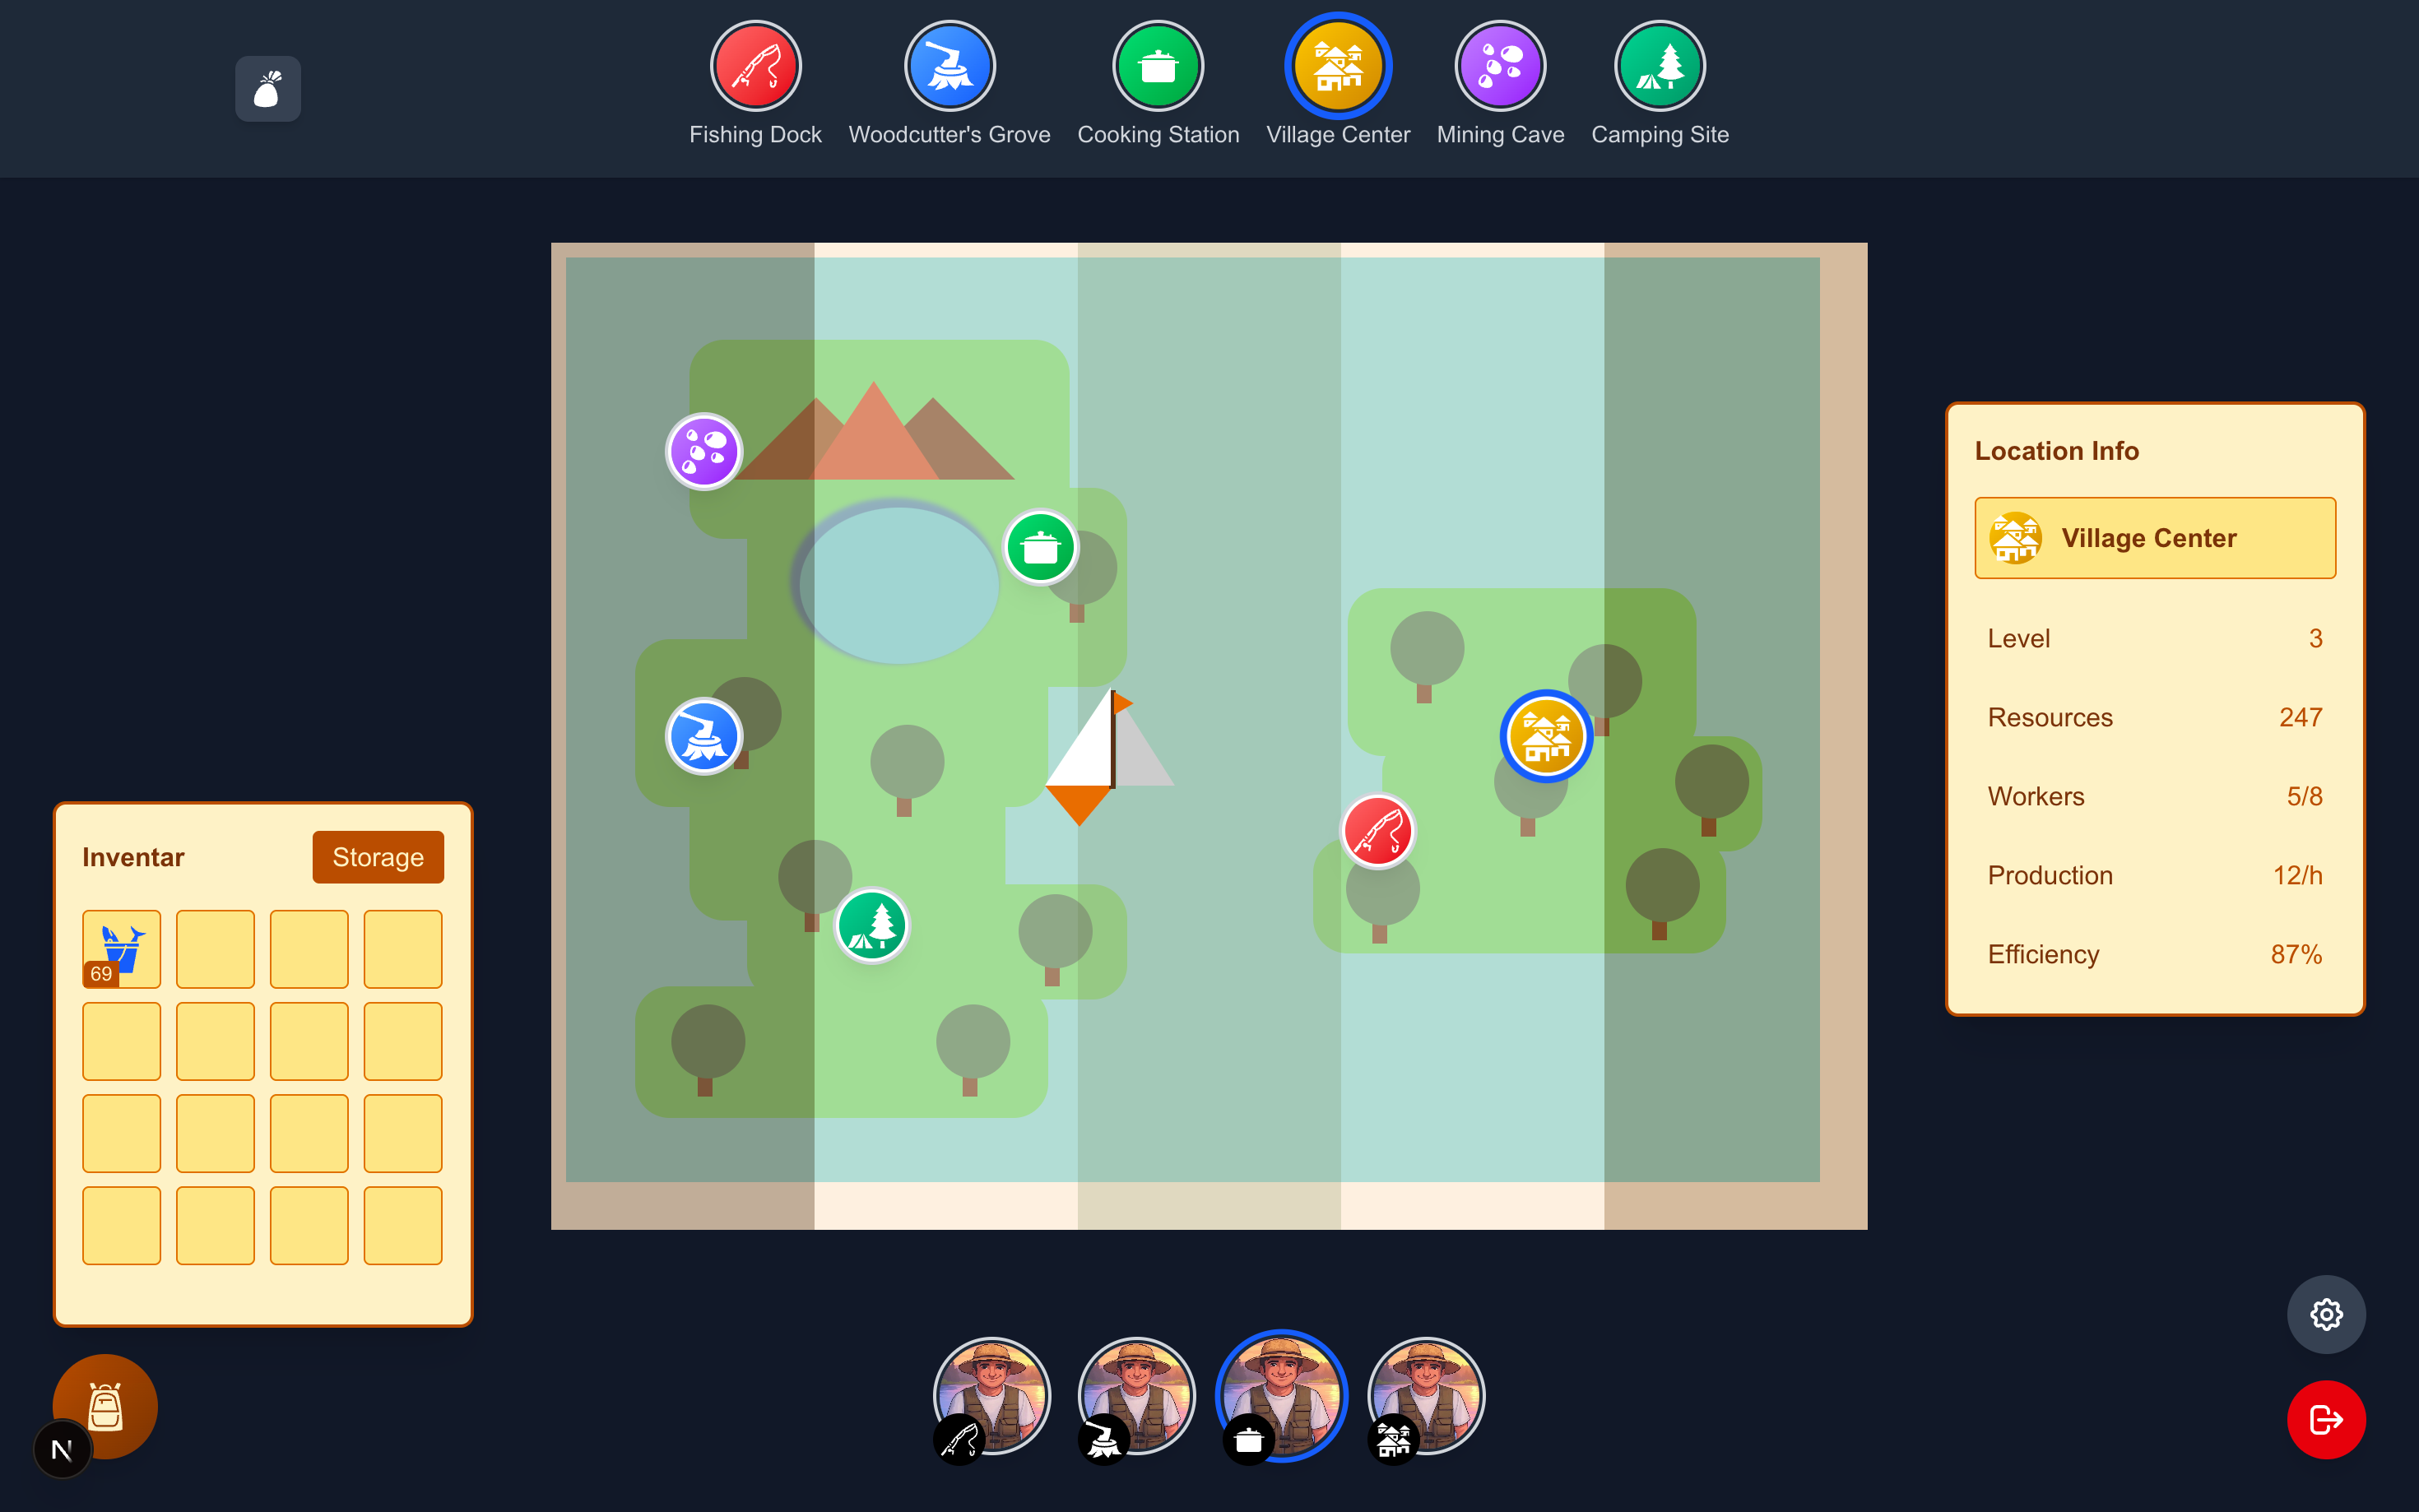 Fishing Dock
Woodcutter's Grove
Cooking Station
Village Center
Mining Cave
Camping Site
Location Info
Village Center
Level 3
Resources 247
Workers 5/8
Production 12/h
Efficiency 87%
Inventar
Storage
69
N